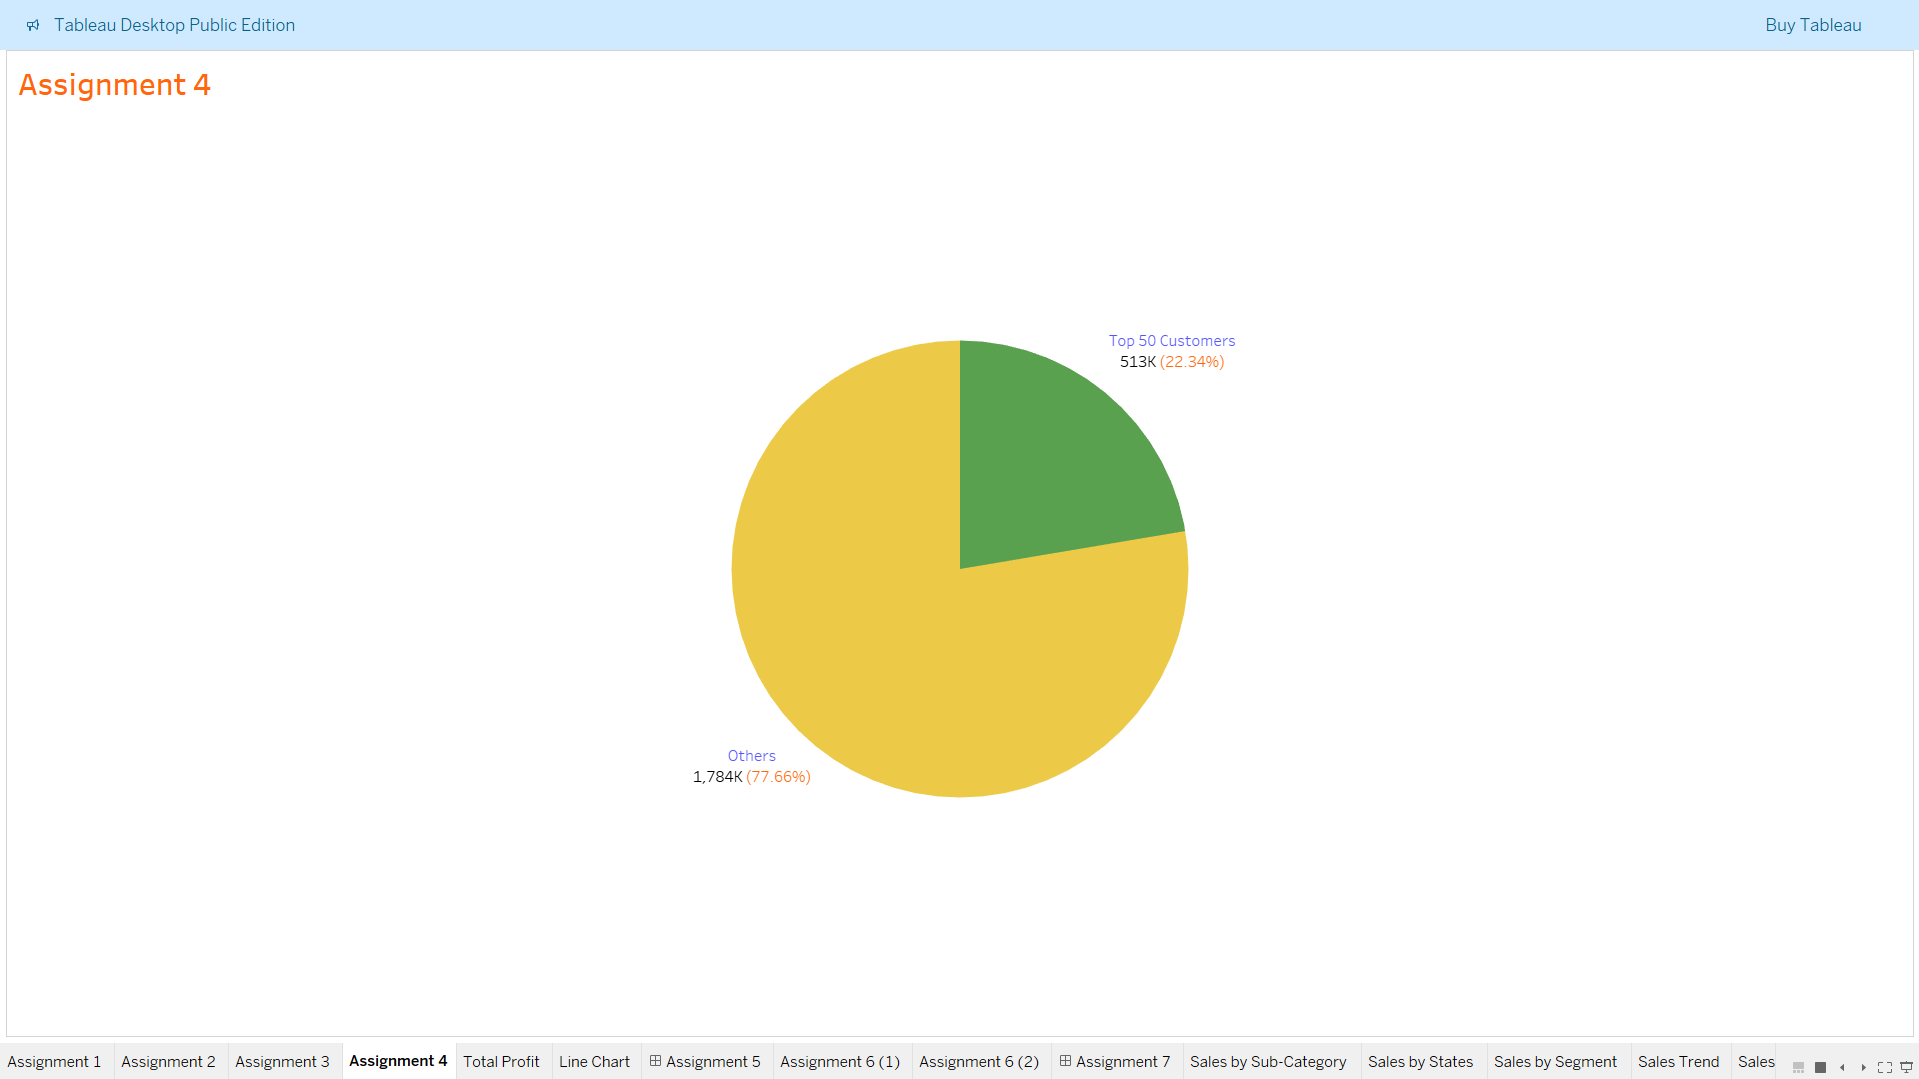 Tableau Desktop Public Edition
Buy Tableau
Assignment 4
Top 50 Customers
513K (22.34%)
Others
1,784K (77.66%)
Assignment 1
Assignment 2
Assignment 3
Assignment 4
Total Profit
Line Chart
Assignment 5
Assignment 6 (1)
Assignment 6 (2)
Assignment 7
Sales by Sub-Category
Sales by States
Sales by Segment
Sales Trend
Sales